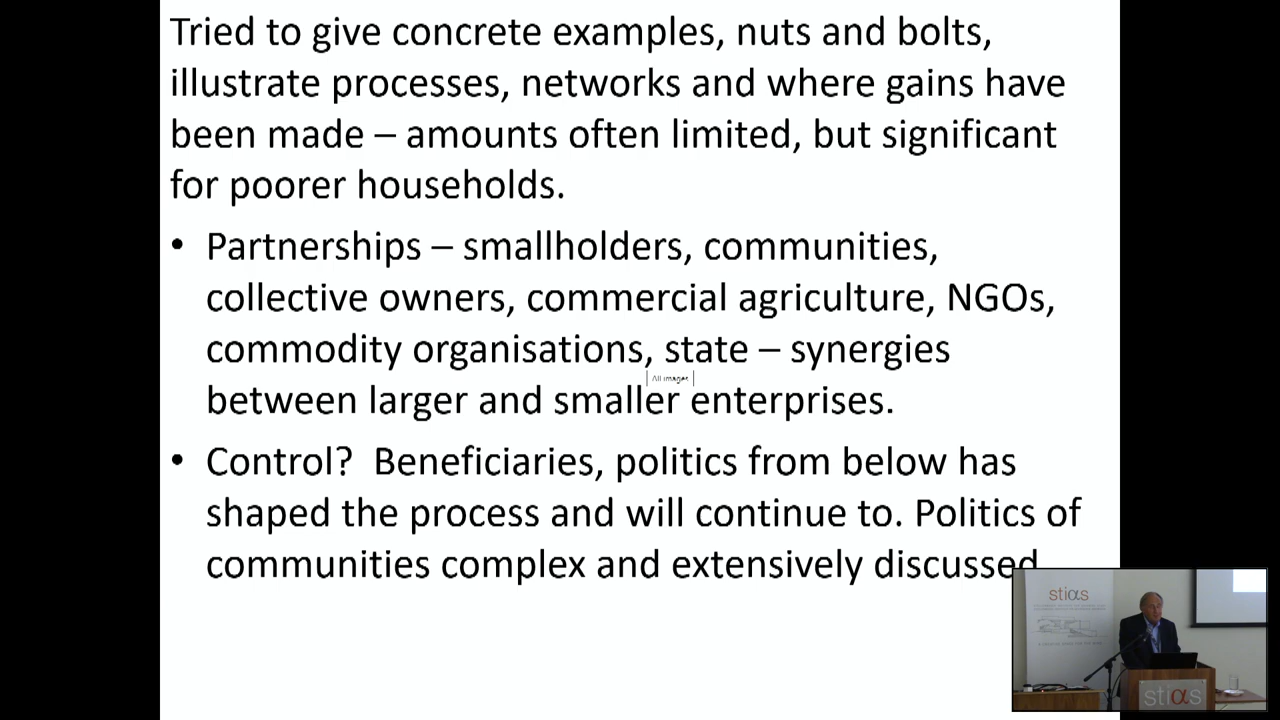 Tried to give concrete examples, nuts and bolts,
illustrate processes, networks and where gains have
been made – amounts often limited, but significant
for poorer households.
• Partnerships – smallholders, communities,
collective owners, commercial agriculture, NGOs,
commodity organisations, state – synergies
All images
between larger and smaller enterprises.
• Control? Beneficiaries, politics from below has
shaped the process and will continue to. Politics of
communities complex and extensively discussed
stias
stias